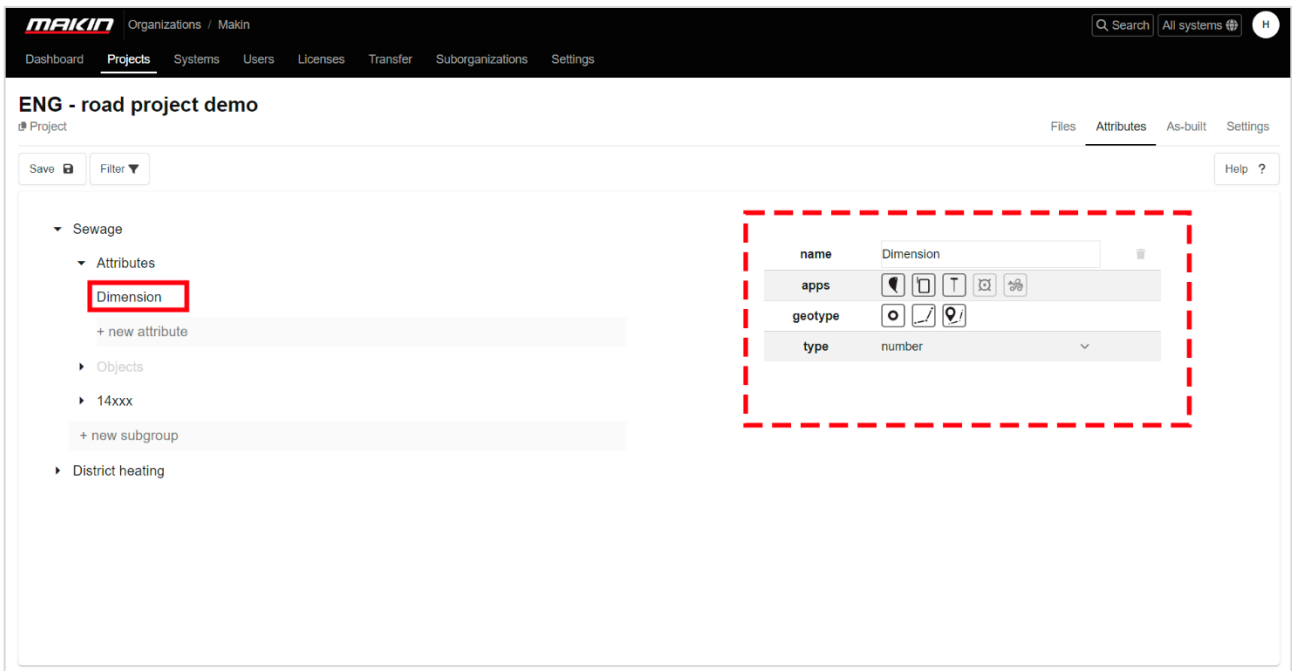 MAKIN Organizations / Makin Search All systems H
Dashboard Projects Systems Users Licenses Transfer Suborganizations Settings
ENG - road project demo
Project Files Attributes As-built Settings
Save Filter Help ?
Sewage
Attributes
Dimension
+ new attribute
Objects
14xxx
+ new subgroup
District heating
name Dimension
apps
geotype
type number